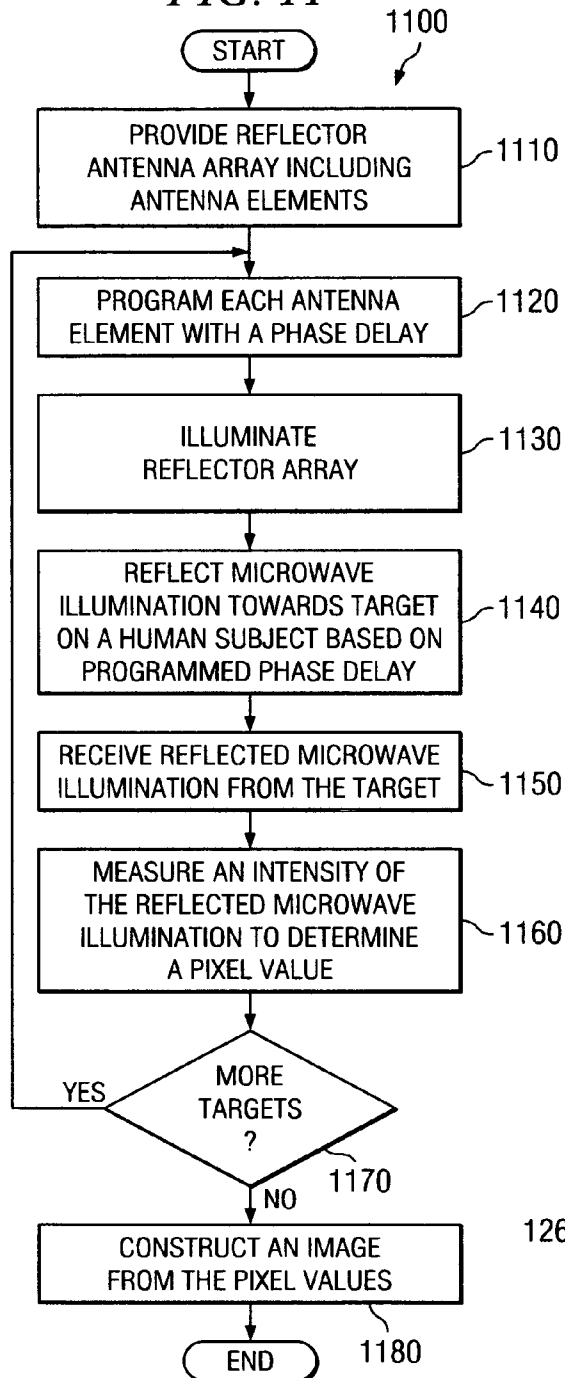 FIG. 11
1100
START
PROVIDE REFLECTOR
ANTENNA ARRAY INCLUDING
ANTENNA ELEMENTS
1110
PROGRAM EACH ANTENNA
ELEMENT WITH A PHASE DELAY
1120
ILLUMINATE
REFLECTOR ARRAY
1130
REFLECT MICROWAVE
ILLUMINATION TOWARDS TARGET
ON A HUMAN SUBJECT BASED ON
PROGRAMMED PHASE DELAY
1140
RECEIVE REFLECTED MICROWAVE
ILLUMINATION FROM THE TARGET
1150
MEASURE AN INTENSITY OF
THE REFLECTED MICROWAVE
ILLUMINATION TO DETERMINE
A PIXEL VALUE
1160
YES
MORE
TARGETS
?
1170
NO
CONSTRUCT AN IMAGE
FROM THE PIXEL VALUES
126
1180
END